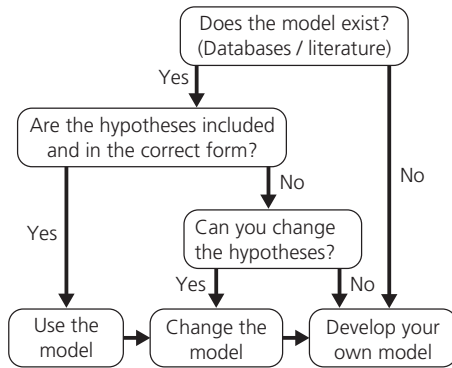 Does the model exist?
(Databases / literature)
Yes
Are the hypotheses included
and in the correct form?
No
No
Yes
Can you change
the hypotheses?
Yes
No
Use the
model
Change the
model
Develop your
own model